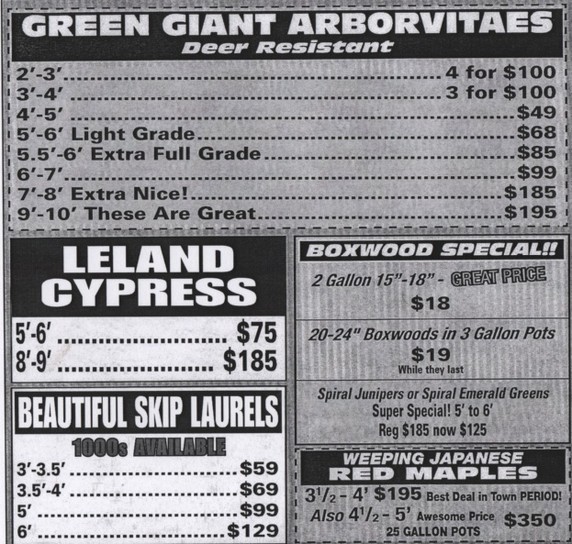 GREEN GIANT ARBORVITAES
Deer Resistant
2'-3'........................................................ 4 for $100
3'-4'........................................................ 3 for $100
4'-5'........................................................ $49
5'-6' Light Grade........................................ $68
5.5'-6' Extra Full Grade................................ $85
6'-7'........................................................ $99
7'-8' Extra Nice!........................................ $185
9'-10' These Are Great................................ $195
LELAND
CYPRESS
5'-6' ........................ $75
8'-9' ........................ $185
BEAUTIFUL SKIP LAURELS
1000s AVAILABLE
3'-3.5' ........................ $59
3.5'-4' ........................ $69
5' ........................ $99
6' ........................ $129
BOXWOOD SPECIAL!!
2 Gallon 15"-18" - GREAT PRICE
$18
20-24" Boxwoods in 3 Gallon Pots
$19
While they last
Spiral Junipers or Spiral Emerald Greens
Super Special! 5' to 6'
Reg $185 now $125
WEEPING JAPANESE
RED MAPLES
3 1/2 - 4' $195 Best Deal in Town PERIOD!
Also 4 1/2 - 5' Awesome Price $350
25 GALLON POTS